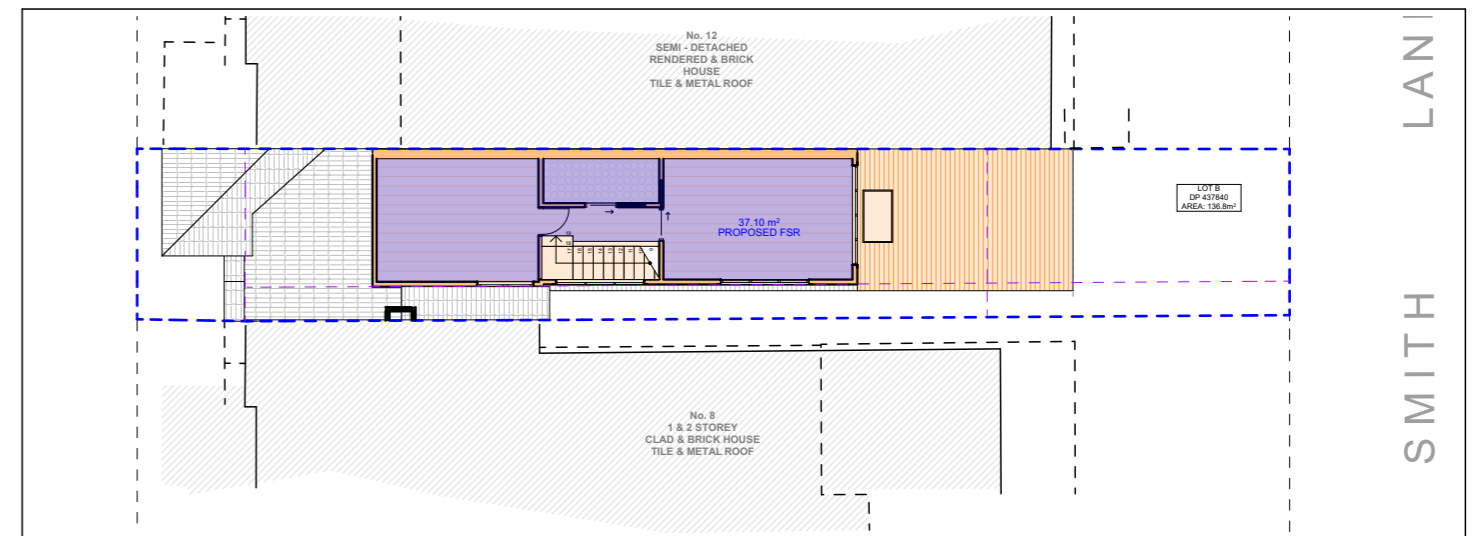 No. 12
SEMI - DETACHED
RENDERED & BRICK
HOUSE
TILE & METAL ROOF
SMITH LAN
LOT B
DP 437840
AREA: 136.8m²
37.10 m²
PROPOSED FSR
No. 8
1 & 2 STOREY
CLAD & BRICK HOUSE
TILE & METAL ROOF